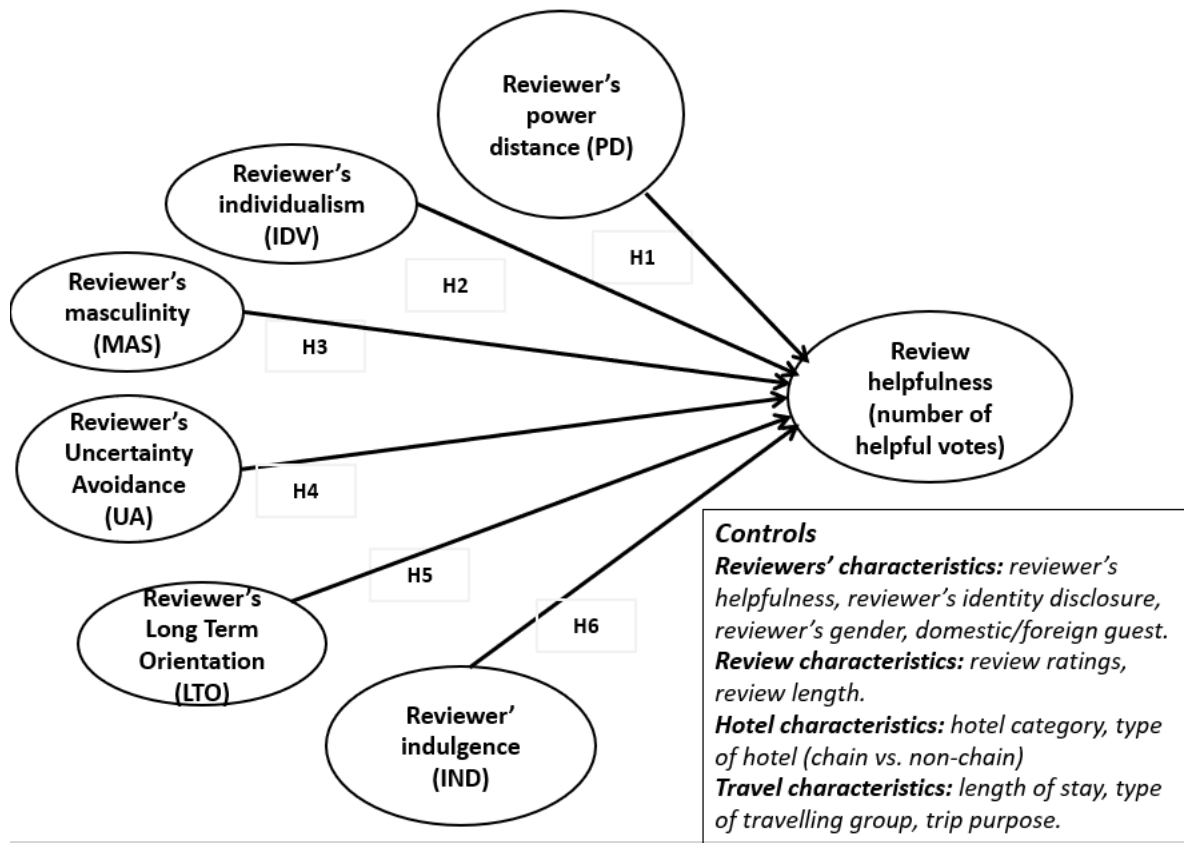 Reviewer's
power
distance (PD)
Reviewer's
individualism
(IDV)
H1
H2
Reviewer's
masculinity
(MAS)
H3
Review
helpfulness
(number of
helpful votes)
Reviewer's
Uncertainty
Avoidance
(UA)
H4
H5
Reviewer's
Long Term
Orientation
(LTO)
H6
Reviewer'
indulgence
(IND)
Controls
Reviewers' characteristics: reviewer's
helpfulness, reviewer's identity disclosure,
reviewer's gender, domestic/foreign guest.
Review characteristics: review ratings,
review length.
Hotel characteristics: hotel category, type
of hotel (chain vs. non-chain)
Travel characteristics: length of stay, type
of travelling group, trip purpose.